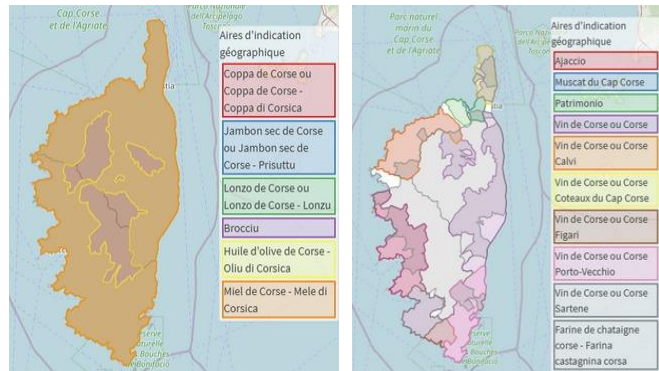 Cap Corse
et de l'Agriate
dell'Arcipelago
Aires d'indication
géographique
Coppa de Corse ou
Coppa de Corse -
Coppa di Corsica
Jambon sec de Corse
ou Jambon sec de
Corse - Prisuttu
Lonzo de Corse ou
Lonzo de Corse - Lonzu
Brocciu
Huile d'olive de Corse -
Oliu di Corsica
Miel de Corse - Mele di
Corsica
Bouches
Parc naturel
marin du
Cap Corse
et de l'Agriate
Aires d'indication
géographique
Ajaccio
Muscat du Cap Corse
Patrimonio
Vin de Corse ou Corse
Vin de Corse ou Corse
Calvi
Vin de Corse ou Corse
Coteaux du Cap Corse
Vin de Corse ou Corse
Figari
Vin de Corse ou Corse
Porto-Vecchio
Vin de Corse ou Corse
Sartene
Farine de chataigne
corse - Farina
castagnina corsa
Bouches